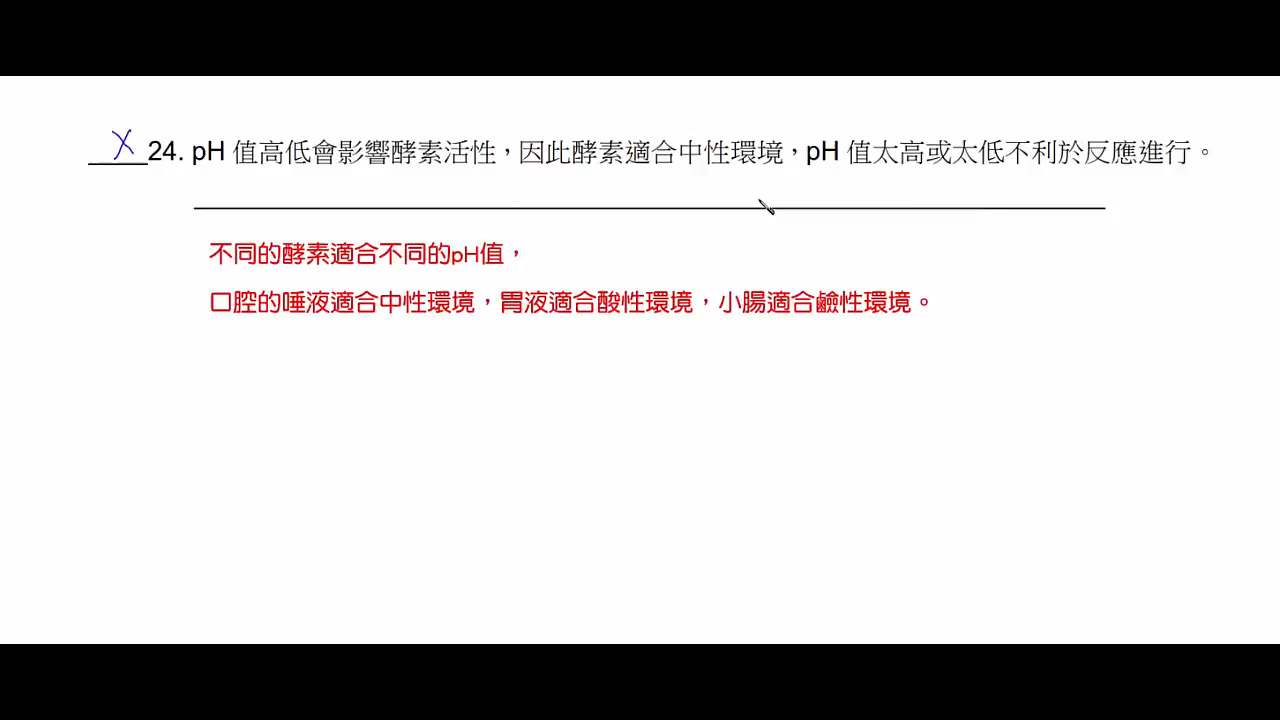 X 24. pH 值高低會影響酵素活性，因此酵素適合中性環境，pH 值太高或太低不利於反應進行。
不同的酵素適合不同的pH值，
口腔的唾液適合中性環境，胃液適合酸性環境，小腸適合鹼性環境。